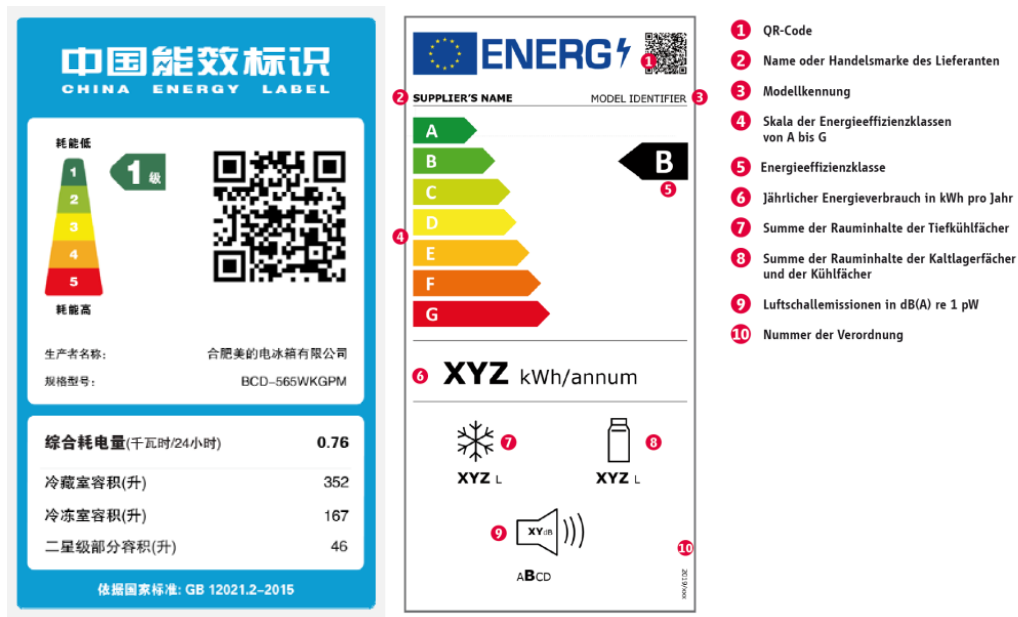 中国能效标识
CHINA ENERGY LABEL
耗能低
1
2
3
4
5
耗能高
1级
生产者名称: 合肥美的电冰箱有限公司
规格型号: BCD-565WKGPM
综合耗电量(千瓦时/24小时) 0.76
冷藏室容积(升) 352
冷冻室容积(升) 167
二星级部分容积(升) 46
依据国家标准: GB 12021.2-2015
ENERG
1
2 SUPPLIER'S NAME MODEL IDENTIFIER 3
A
B
C
D
E
F
G
B
5
4
6 XYZ kWh/annum
7
XYZ L
8
XYZ L
9 XYdB
ABCD
10
2019/xxx
1 QR-Code
2 Name oder Handelsmarke des Lieferanten
3 Modellkennung
4 Skala der Energieeffizienzklassen
von A bis G
5 Energieeffizienzklasse
6 Jährlicher Energieverbrauch in kWh pro Jahr
7 Summe der Rauminhalte der Tiefkühlfächer
8 Summe der Rauminhalte der Kaltlagerfächer
und der Kühlfächer
9 Luftschallemissionen in dB(A) re 1 pW
10 Nummer der Verordnung